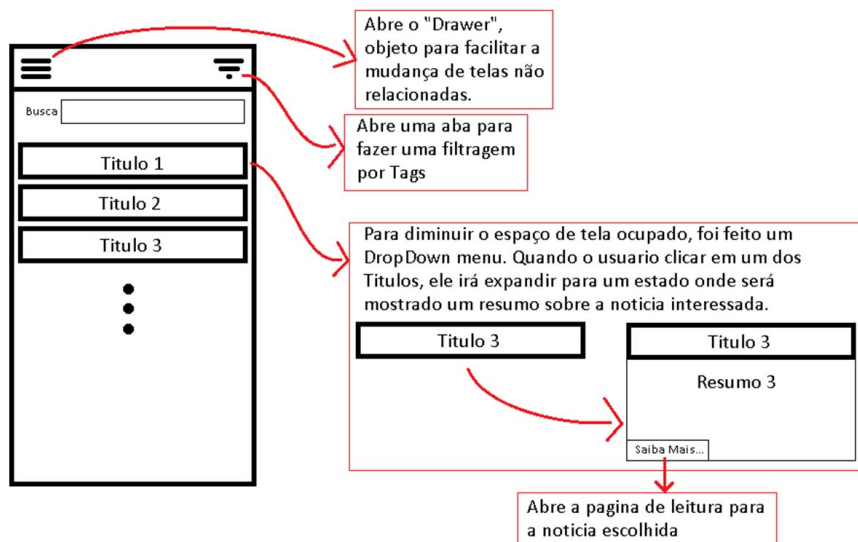 Abre o "Drawer",
objeto para facilitar a
mudança de telas não
relacionadas.
Busca
Abre uma aba para
fazer uma filtragem
por Tags
Titulo 1
Titulo 2
Titulo 3
Para diminuir o espaço de tela ocupado, foi feito um
DropDown menu. Quando o usuario clicar em um dos
Titulos, ele irá expandir para um estado onde será
mostrado um resumo sobre a noticia interessada.
Titulo 3
Titulo 3
Resumo 3
Saiba Mais...
Abre a pagina de leitura para
a noticia escolhida